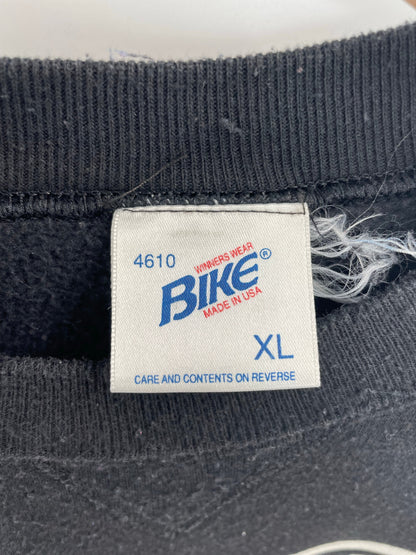 4610
WINNERS WEAR
BIKE®
MADE IN USA
XL
CARE AND CONTENTS ON REVERSE